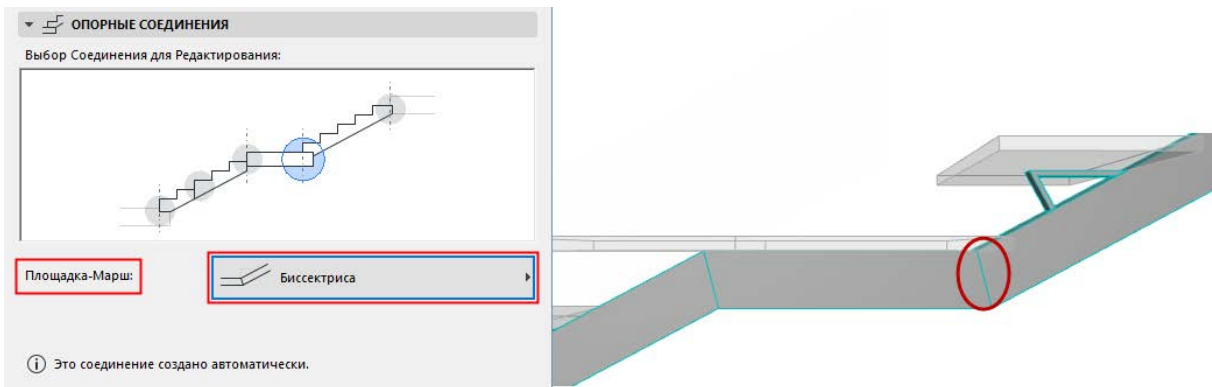 ОПОРНЫЕ СОЕДИНЕНИЯ
Выбор Соединения для Редактирования:
Площадка-Марш:
Биссектриса
Это соединение создано автоматически.